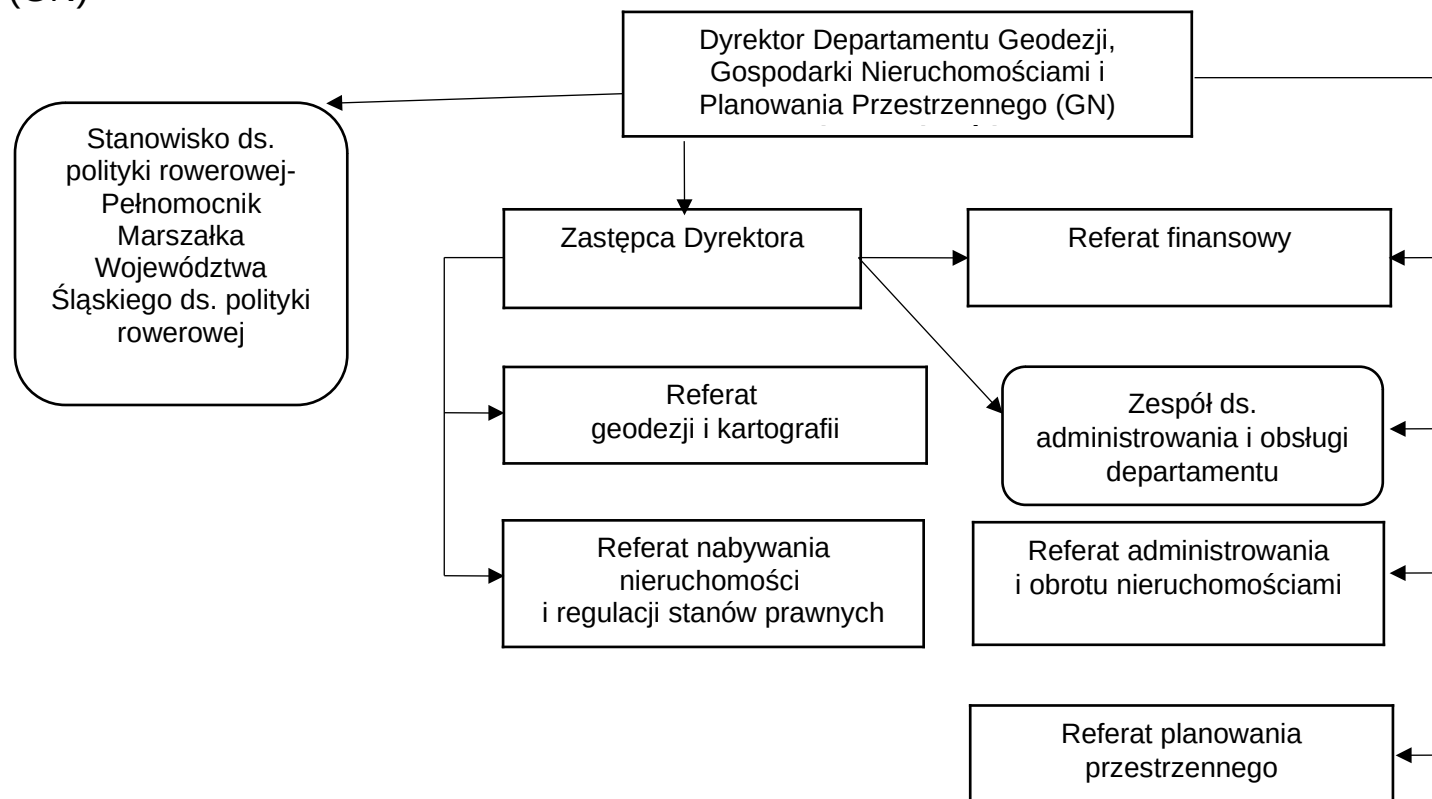 Dyrektor Departamentu Geodezji,
Gospodarki Nieruchomościami i
Planowania Przestrzennego (GN)
Stanowisko ds.
polityki rowerowej-
Pełnomocnik
Marszałka
Województwa
Śląskiego ds. polityki
rowerowej
Zastępca Dyrektora
Referat finansowy
Referat
geodezji i kartografii
Zespół ds.
administrowania i obsługi
departamentu
Referat nabywania
nieruchomości
i regulacji stanów prawnych
Referat administrowania
i obrotu nieruchomościami
Referat planowania
przestrzennego